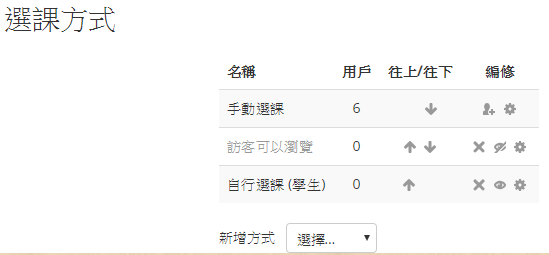 選課方式
名稱 用戶 往上/往下 編修
手動選課 6
訪客可以瀏覽 0
自行選課 (學生) 0
新增方式 選擇...